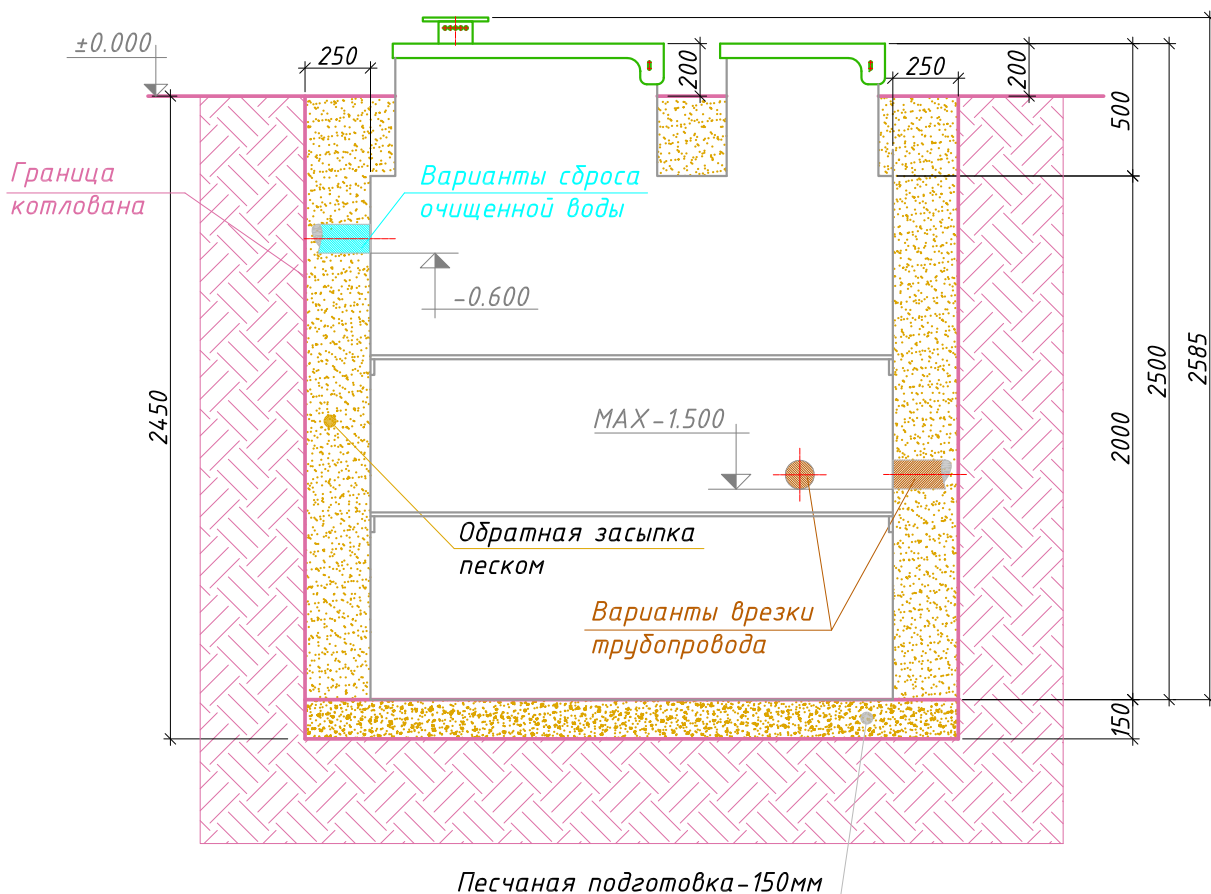 ±0.000
250
200
250
200
500
Граница
котлована
Варианты сброса
очищенной воды
-0.600
2585
2500
2450
MAX-1.500
2000
Обратная засыпка
песком
Варианты врезки
трубопровода
150
Песчаная подготовка-150мм